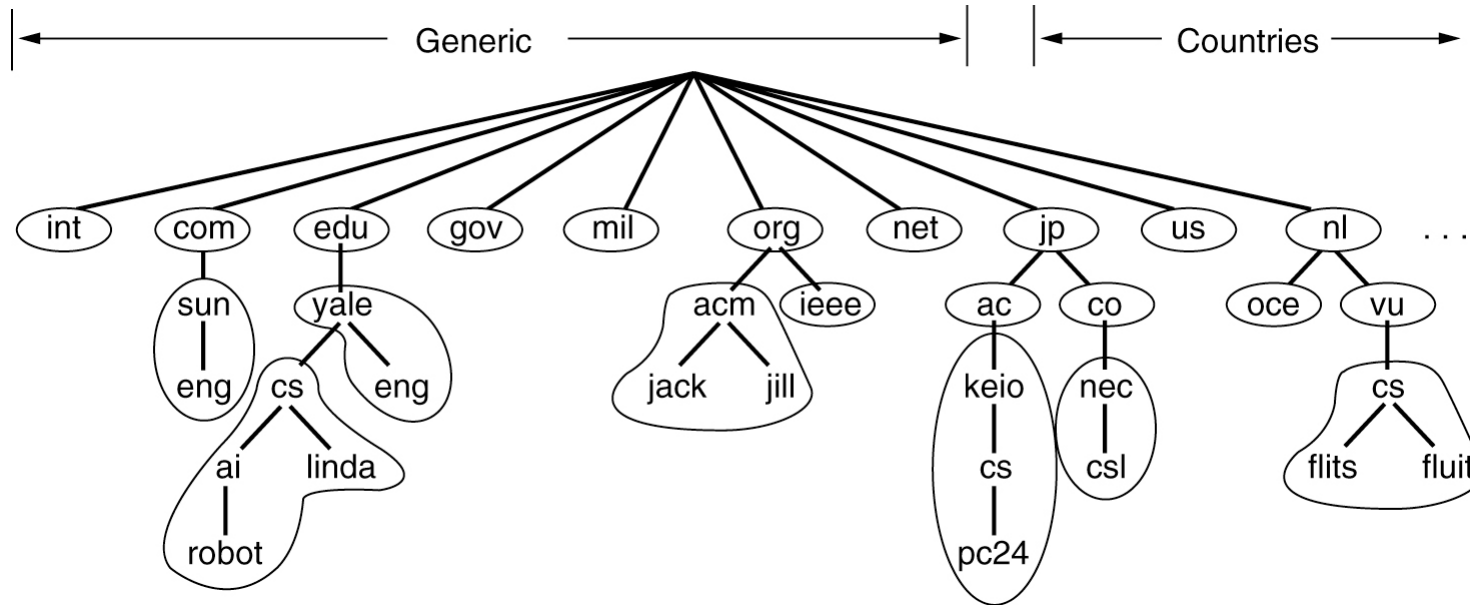 Generic Countries
int com edu gov mil org net jp us nl . . .
sun yale acm ieee ac co oce vu
eng cs eng jack jill keio nec cs
ai linda cs csl flits fluit
robot pc24